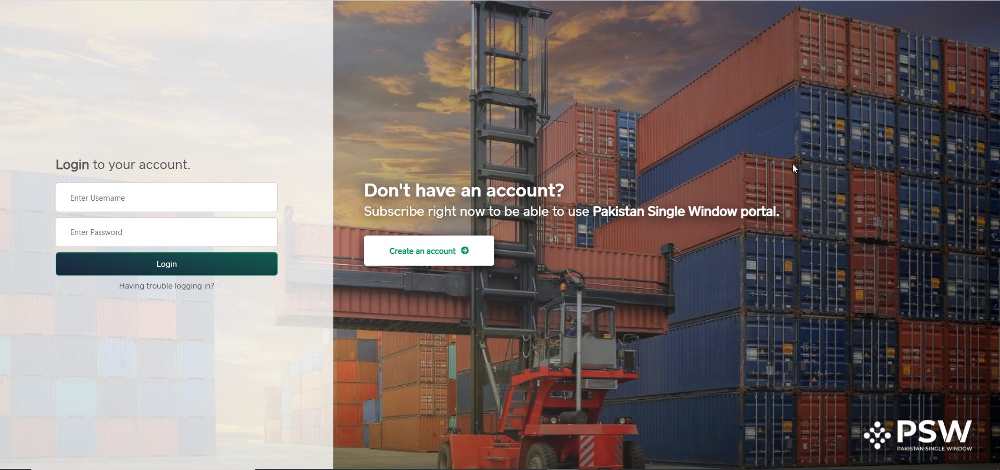 Login to your account.
Enter Username
Enter Password
Login
Having trouble logging in?
Don't have an account?
Subscribe right now to be able to use Pakistan Single Window portal.
Create an account
PSW
PAKISTAN SINGLE WINDOW